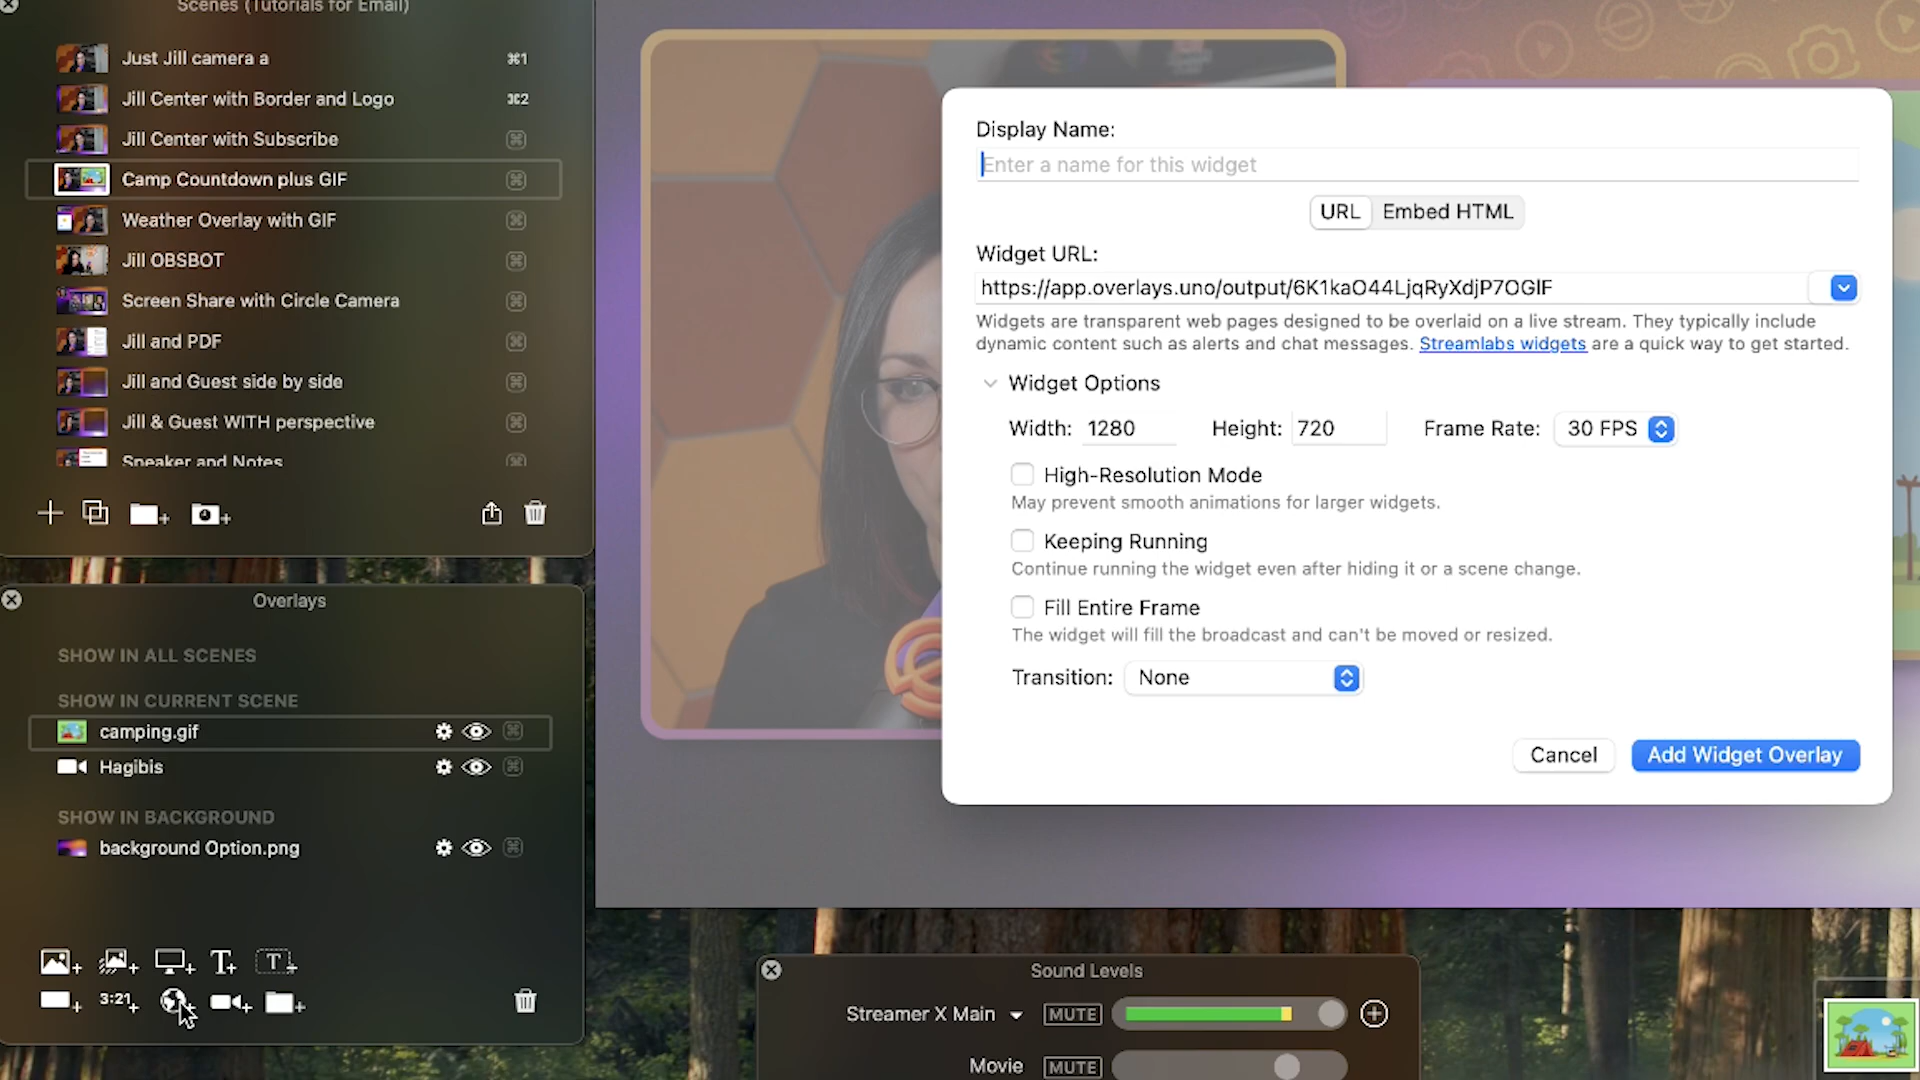 Scenes (Tutorials for Email)
Just Jill camera a
⌘1
Jill Center with Border and Logo
⌘2
Jill Center with Subscribe
Camp Countdown plus GIF
Weather Overlay with GIF
Jill OBSBOT
Screen Share with Circle Camera
Jill and PDF
Jill and Guest side by side
Jill & Guest WITH perspective
Speaker and Notes
Overlays
SHOW IN ALL SCENES
SHOW IN CURRENT SCENE
camping.gif
Hagibis
SHOW IN BACKGROUND
background Option.png
3:21
Display Name:
Enter a name for this widget
URL
Embed HTML
Widget URL:
https://app.overlays.uno/output/6K1kaO44LjqRyXdjP7OGlF
Widgets are transparent web pages designed to be overlaid on a live stream. They typically include
dynamic content such as alerts and chat messages. Streamlabs widgets are a quick way to get started.
Widget Options
Width: 1280
Height: 720
Frame Rate: 30 FPS
High-Resolution Mode
May prevent smooth animations for larger widgets.
Keeping Running
Continue running the widget even after hiding it or a scene change.
Fill Entire Frame
The widget will fill the broadcast and can't be moved or resized.
Transition: None
Cancel
Add Widget Overlay
Sound Levels
Streamer X Main
MUTE
Movie
MUTE